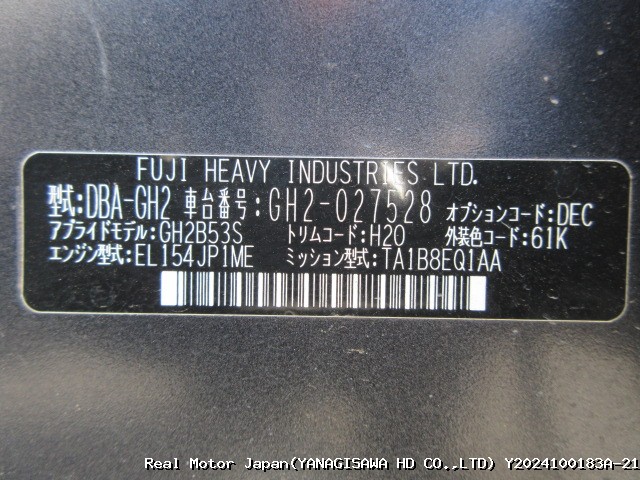 FUJI HEAVY INDUSTRIES LTD.
型式:DBA-GH2 車台番号:GH2-027528 オプションコード:DEC
アプライドモデル:GH2B53S トリムコード:H20 外装色コード:61K
エンジン型式:EL154JP1ME ミッション型式:TA1B8EQ1AA
Real Motor Japan(YANAGISAWA HD CO.,LTD) Y2024100183A-21